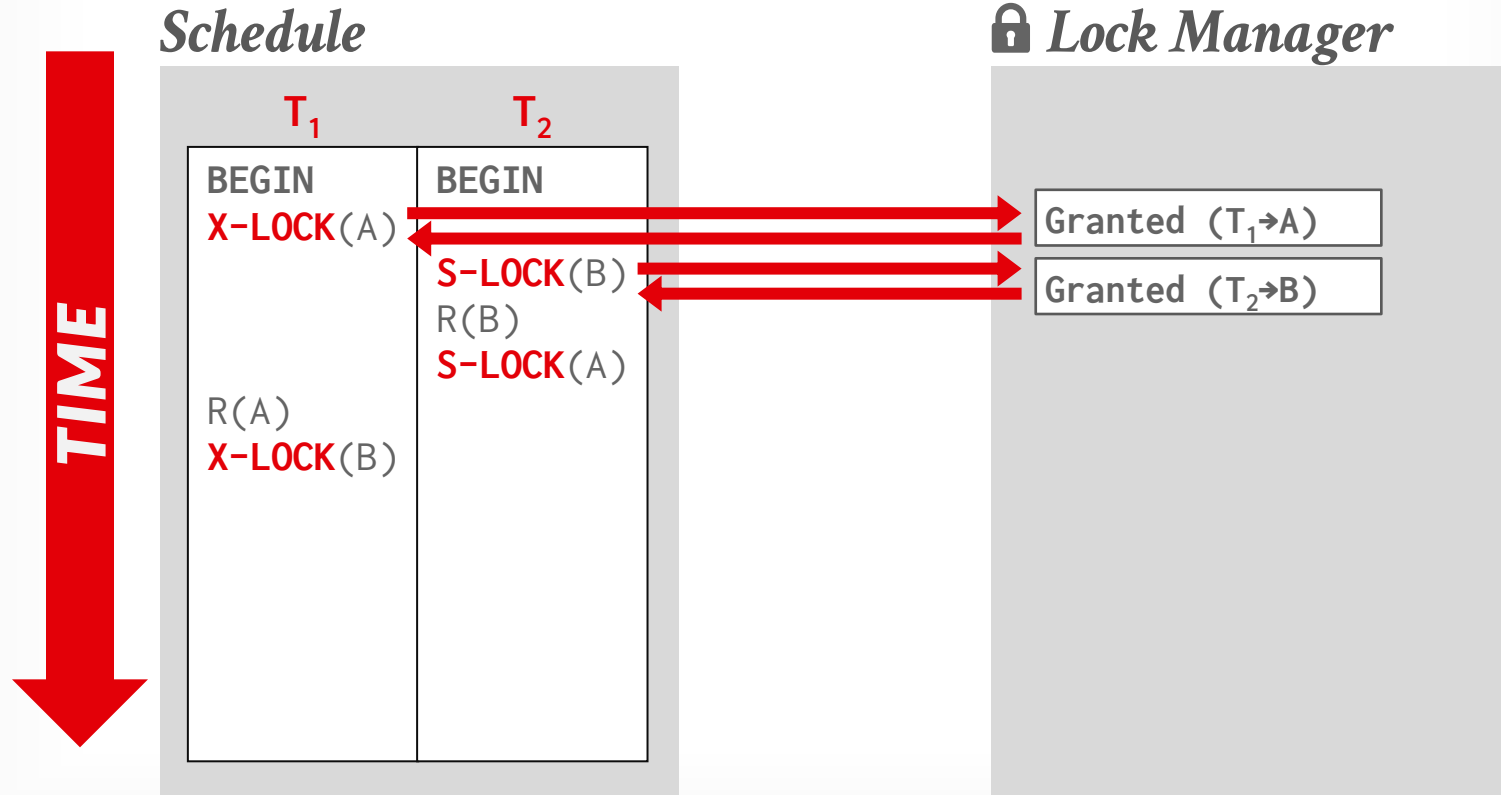 Schedule
Lock Manager
TIME
T₁ T₂
BEGIN BEGIN
X-LOCK(A)
Granted (T₁→A)
S-LOCK(B)
Granted (T₂→B)
R(B)
S-LOCK(A)
R(A)
X-LOCK(B)